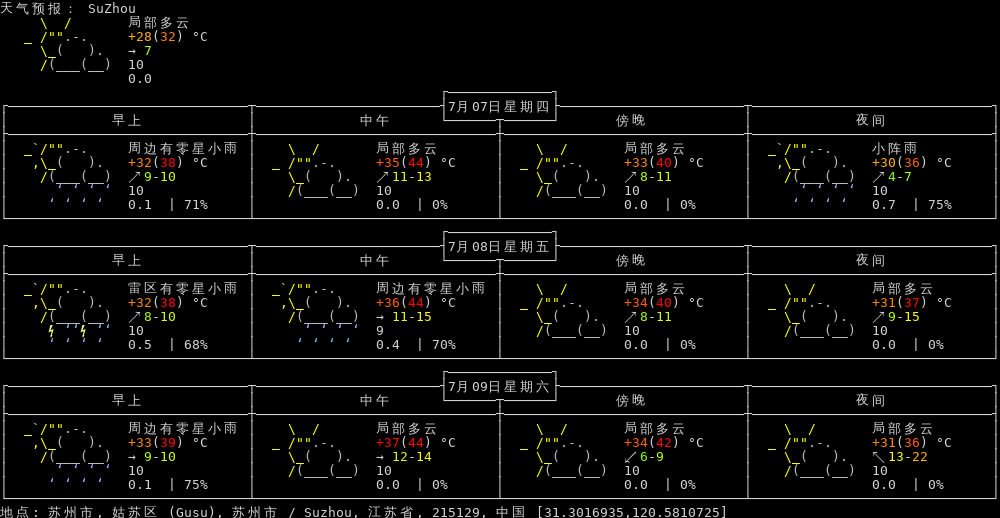 天气预报: SuZhou
局部多云
+28(32) °C
→ 7
10
0.0
7月07日星期四
早上 中午 傍晚 夜间
周边有零星小雨 局部多云 局部多云 小阵雨
+32(38) °C +35(44) °C +33(40) °C +30(36) °C
↗ 9-10 ↗ 11-13 ↗ 8-11 ↗ 4-7
10 10 10 10
0.1 | 71% 0.0 | 0% 0.0 | 0% 0.7 | 75%
7月08日星期五
早上 中午 傍晚 夜间
雷区有零星小雨 周边有零星小雨 局部多云 局部多云
+32(38) °C +36(44) °C +34(40) °C +31(37) °C
↗ 8-10 → 11-15 ↗ 8-11 ↗ 9-15
10 9 10 10
0.5 | 68% 0.4 | 70% 0.0 | 0% 0.0 | 0%
7月09日星期六
早上 中午 傍晚 夜间
周边有零星小雨 局部多云 局部多云 局部多云
+33(39) °C +37(44) °C +34(42) °C +31(36) °C
→ 9-10 → 12-14 ↙ 6-9 ↖ 13-22
10 10 10 10
0.1 | 75% 0.0 | 0% 0.0 | 0% 0.0 | 0%
地点: 苏州市, 姑苏区 (Gusu), 苏州市 / Suzhou, 江苏省, 215129, 中国 [31.3016935,120.5810725]